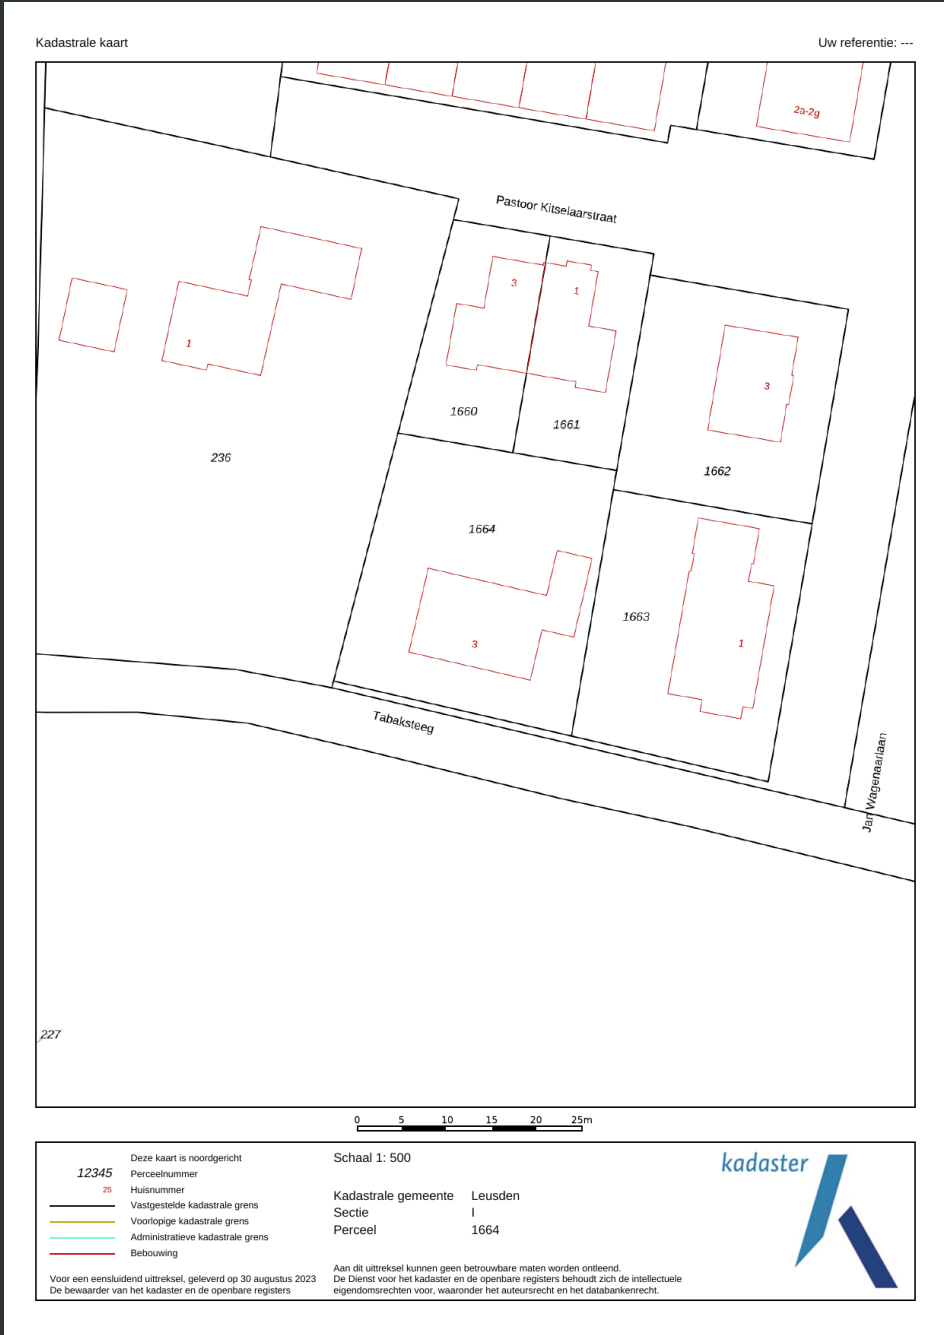 Kadastrale kaart
Uw referentie: ---
2a-2g
Pastoor Kitselaarstraat
3
1
1
3
1660
1661
236
1662
1664
1663
3
1
Tabaksteeg
Jan Wagenaarlaan
227
0 5 10 15 20 25m
Deze kaart is noordgericht
12345 Perceelnummer
25 Huisnummer
Vastgestelde kadastrale grens
Voorlopige kadastrale grens
Administratieve kadastrale grens
Bebouwing
Voor een eensluidend uittreksel, geleverd op 30 augustus 2023
De bewaarder van het kadaster en de openbare registers
Schaal 1: 500
Kadastrale gemeente Leusden
Sectie I
Perceel 1664
Aan dit uittreksel kunnen geen betrouwbare maten worden ontleend.
De Dienst voor het kadaster en de openbare registers behoudt zich de intellectuele
eigendomsrechten voor, waaronder het auteursrecht en het databankenrecht.
kadaster